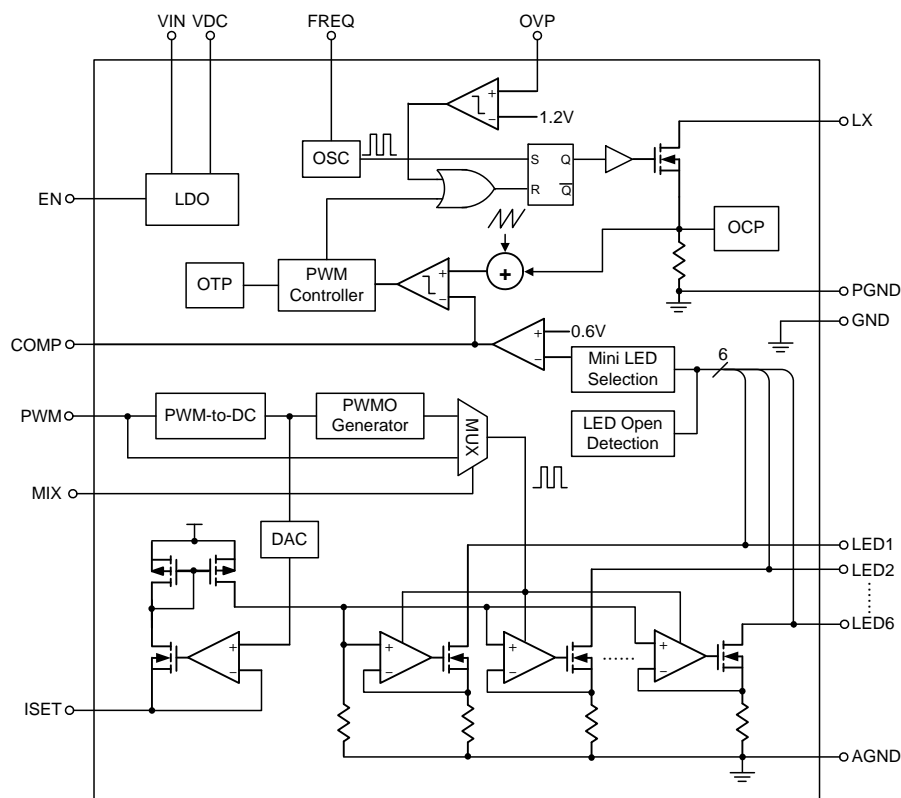 VIN VDC FREQ OVP
+
−
1.2V
LX
OSC
S Q
R Q̅
EN
LDO
OCP
+
OTP
PWM
Controller
+
−
PGND
GND
COMP
+
−
0.6V
Mini LED
Selection
6
PWM
PWM-to-DC
PWMO
Generator
MUX
LED Open
Detection
MIX
DAC
LED1
LED2
LED6
+
−
+
−
+
−
+
−
ISET
AGND